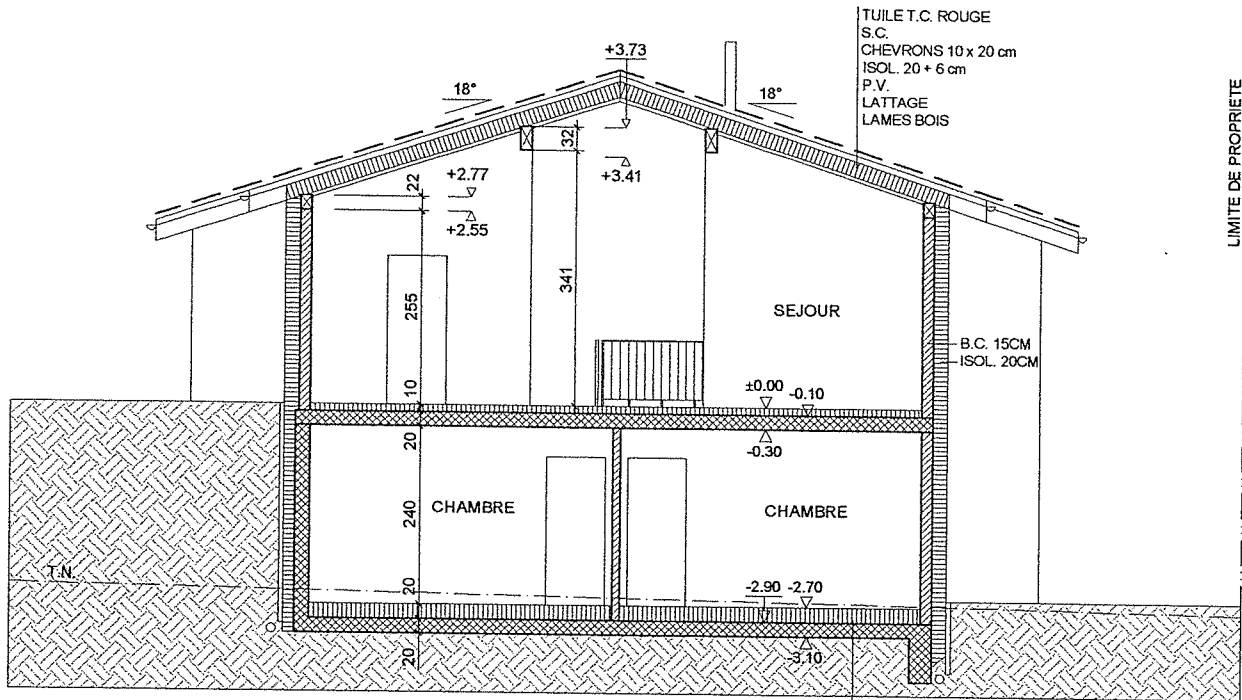 TUILE T.C. ROUGE
S.C.
CHEVRONS 10 x 20 cm
ISOL. 20 + 6 cm
P.V.
LATTAGE
LAMES BOIS
+3.73
18°
18°
LIMITE DE PROPRIETE
32
+3.41
22
+2.77
+2.55
255
341
SEJOUR
B.C. 15CM
ISOL. 20CM
10
±0.00
-0.10
20
-0.30
240
CHAMBRE
CHAMBRE
T.N.
20
-2.90
-2.70
20
-3.10